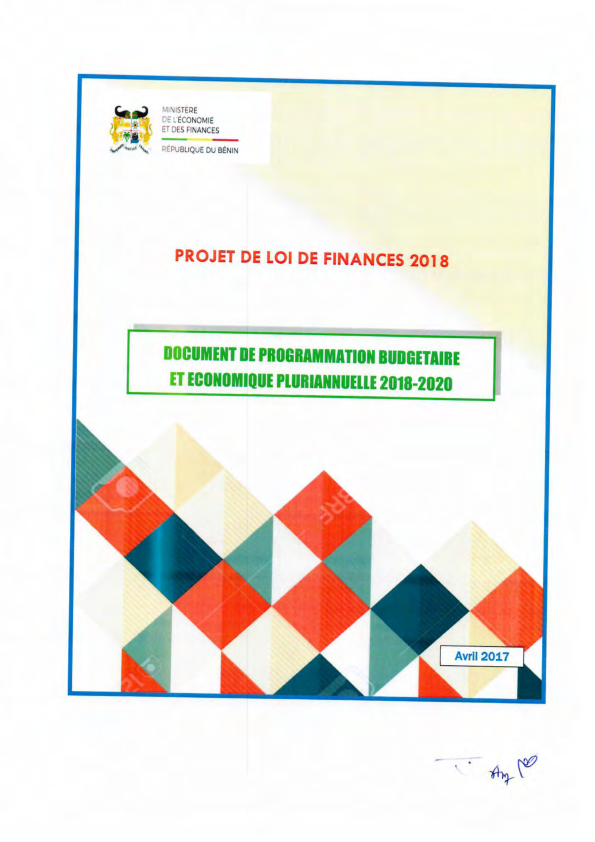 MINISTÈRE
DE L'ÉCONOMIE
ET DES FINANCES
RÉPUBLIQUE DU BÉNIN
PROJET DE LOI DE FINANCES 2018
DOCUMENT DE PROGRAMMATION BUDGETAIRE
ET ECONOMIQUE PLURIANNUELLE 2018-2020
Avril 2017